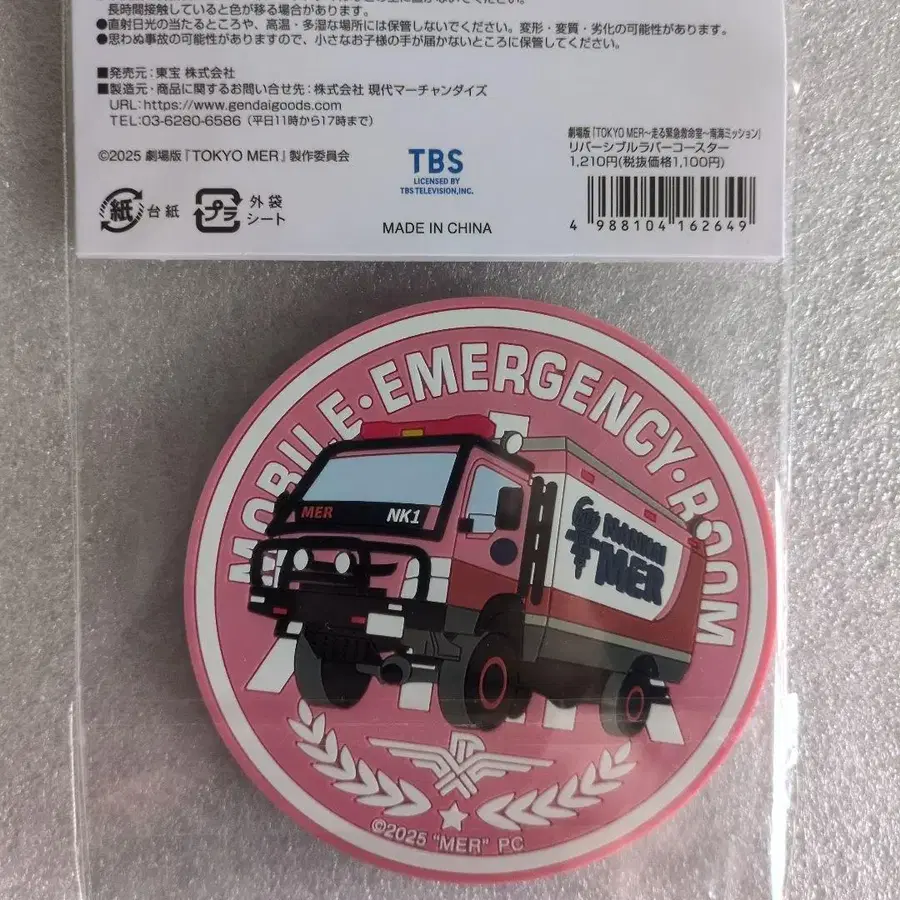 長時間接触していると色が移る場合があります。
●直射日光の当たるところや、高温・多湿な場所には保管しないでください。変形・変質・劣化の可能性があります。
●思わぬ事故の可能性がありますので、小さなお子様の手が届かないところに保管してください。
■発売元：東宝 株式会社
■製造元・商品に関するお問い合せ先：株式会社 現代マーチャンダイズ
URL:https://www.gendaigoods.com
TEL:03-6280-6586（平日11時から17時まで）
©2025 劇場版『TOKYO MER』製作委員会
TBS
LICENSED BY
TBS TELEVISION,INC.
紙 台紙
プラ 外袋
シート
MADE IN CHINA
劇場版『TOKYO MER～走る緊急救命室～南海ミッション』
リバーシブルラバーコースター
1,210円(税抜価格1,100円)
4 988104 162649
MOBILE・EMERGENCY・ROOM
MER NK1
NANKAI
MER
©2025 "MER" PC